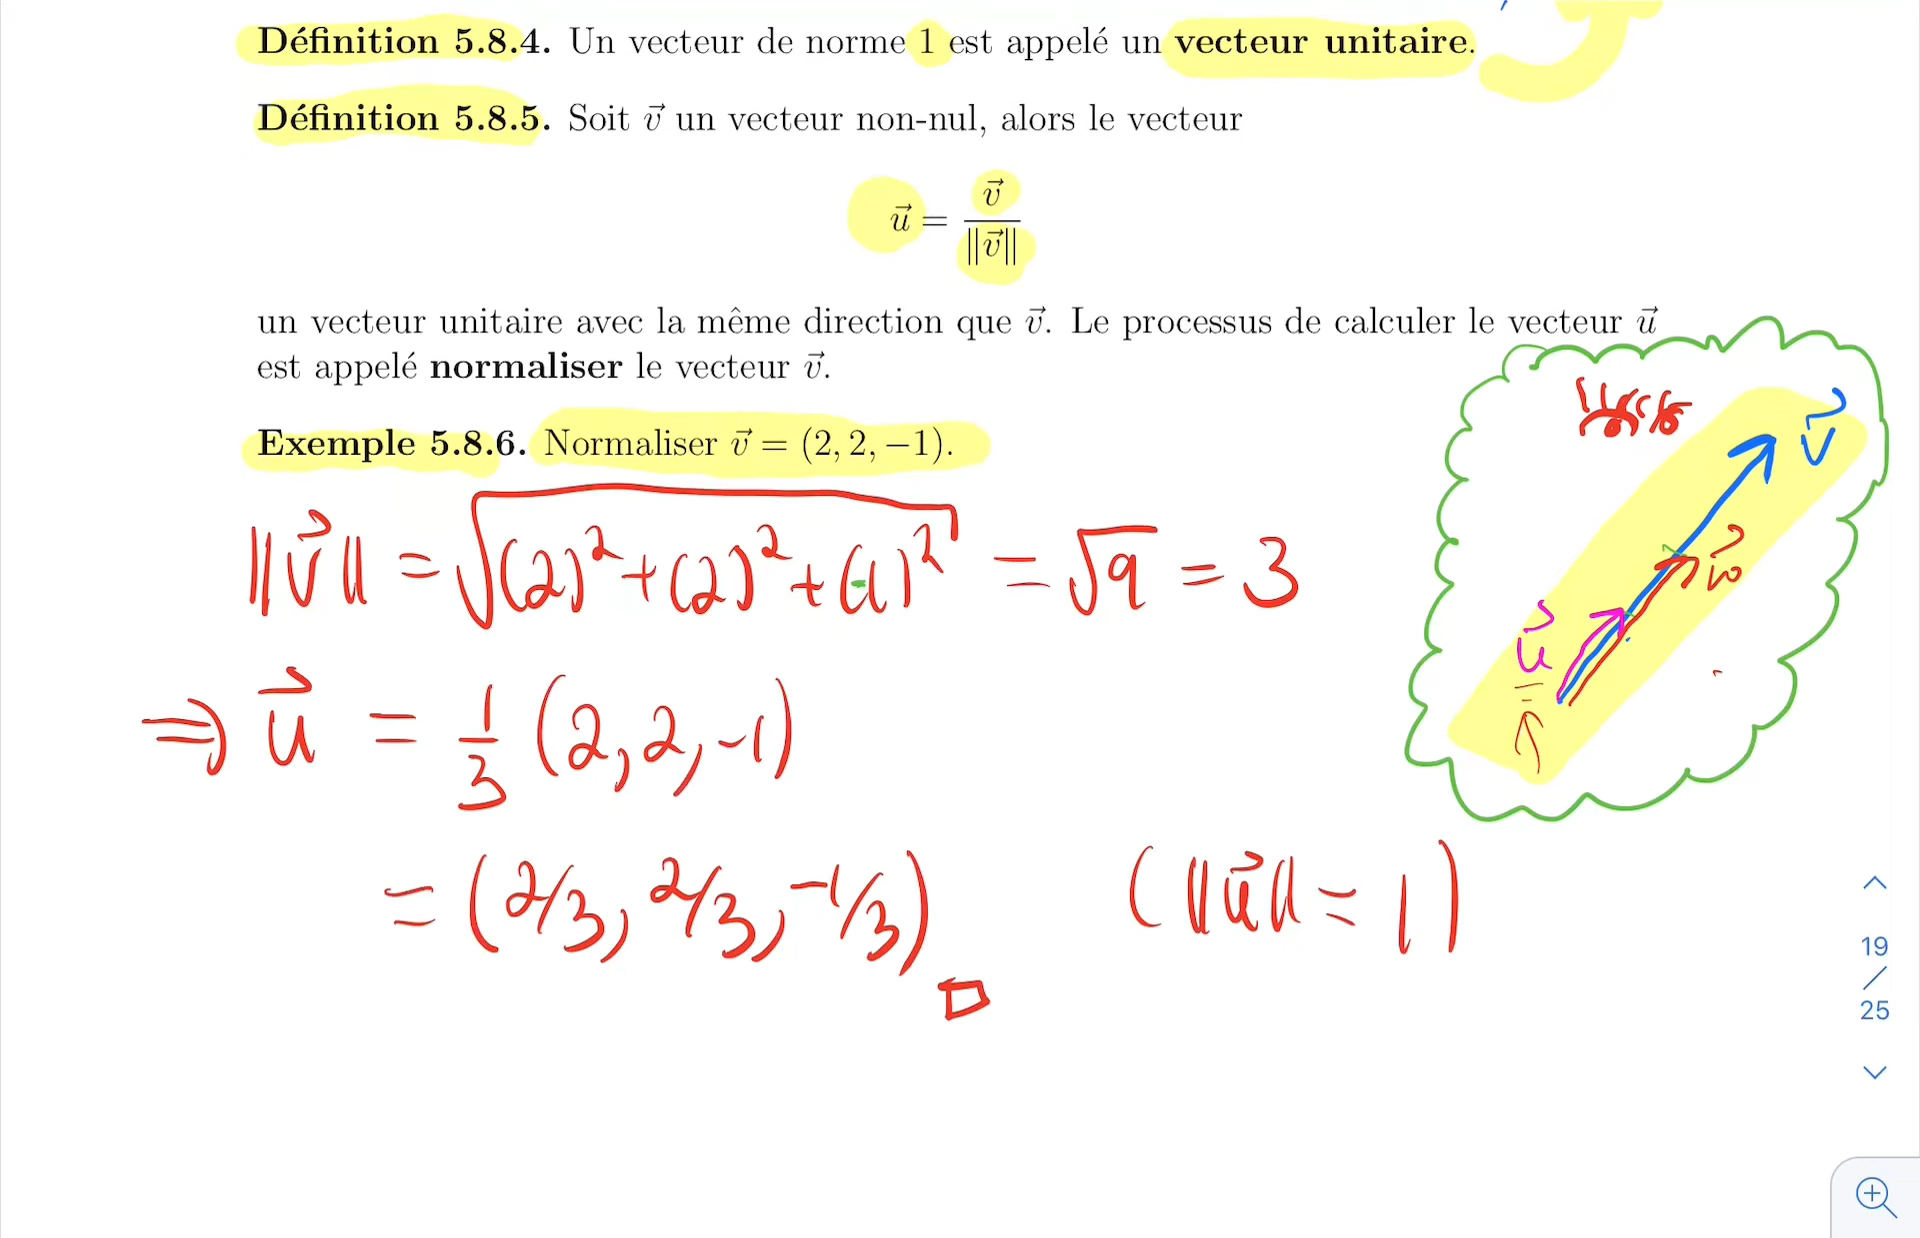 Définition 5.8.4. Un vecteur de norme 1 est appelé un vecteur unitaire.
Définition 5.8.5. Soit v⃗ un vecteur non-nul, alors le vecteur
u⃗ = v⃗ / ‖v⃗‖
un vecteur unitaire avec la même direction que v⃗. Le processus de calculer le vecteur u⃗
est appelé normaliser le vecteur v⃗.
Exemple 5.8.6. Normaliser v⃗ = (2, 2, −1).
‖v⃗‖ = √((2)² + (2)² + (-1)²) = √9 = 3
⇒ u⃗ = 1/3 (2, 2, -1)
= (2/3, 2/3, -1/3)
(‖u⃗‖ = 1)
v⃗
u⃗
19
/
25